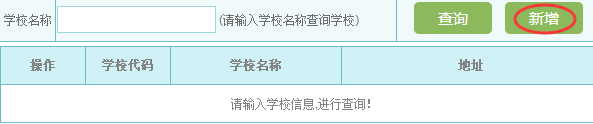 学校名称 (请输入学校名称查询学校) 查询 新增
操作 学校代码 学校名称 地址
请输入学校信息,进行查询!